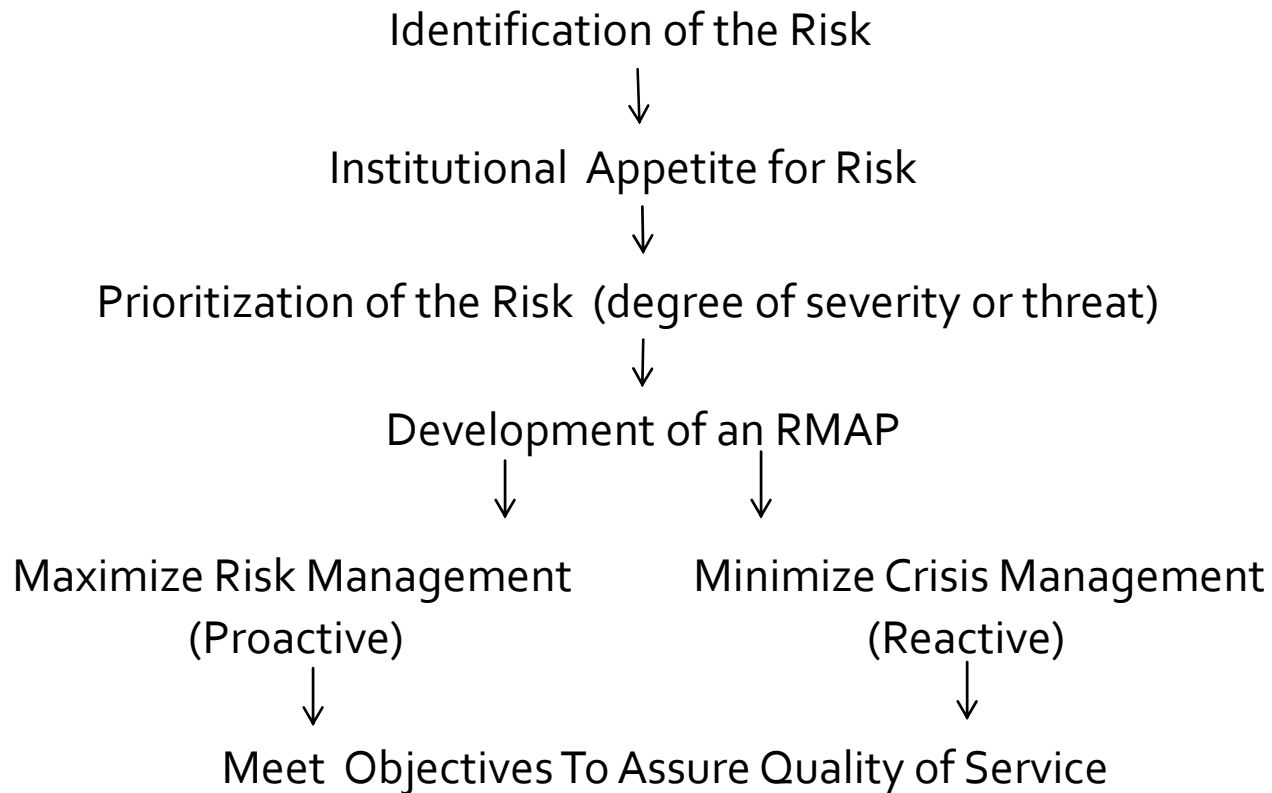 Identification of the Risk
Institutional Appetite for Risk
Prioritization of the Risk (degree of severity or threat)
Development of an RMAP
Maximize Risk Management
(Proactive)
Minimize Crisis Management
(Reactive)
Meet Objectives To Assure Quality of Service